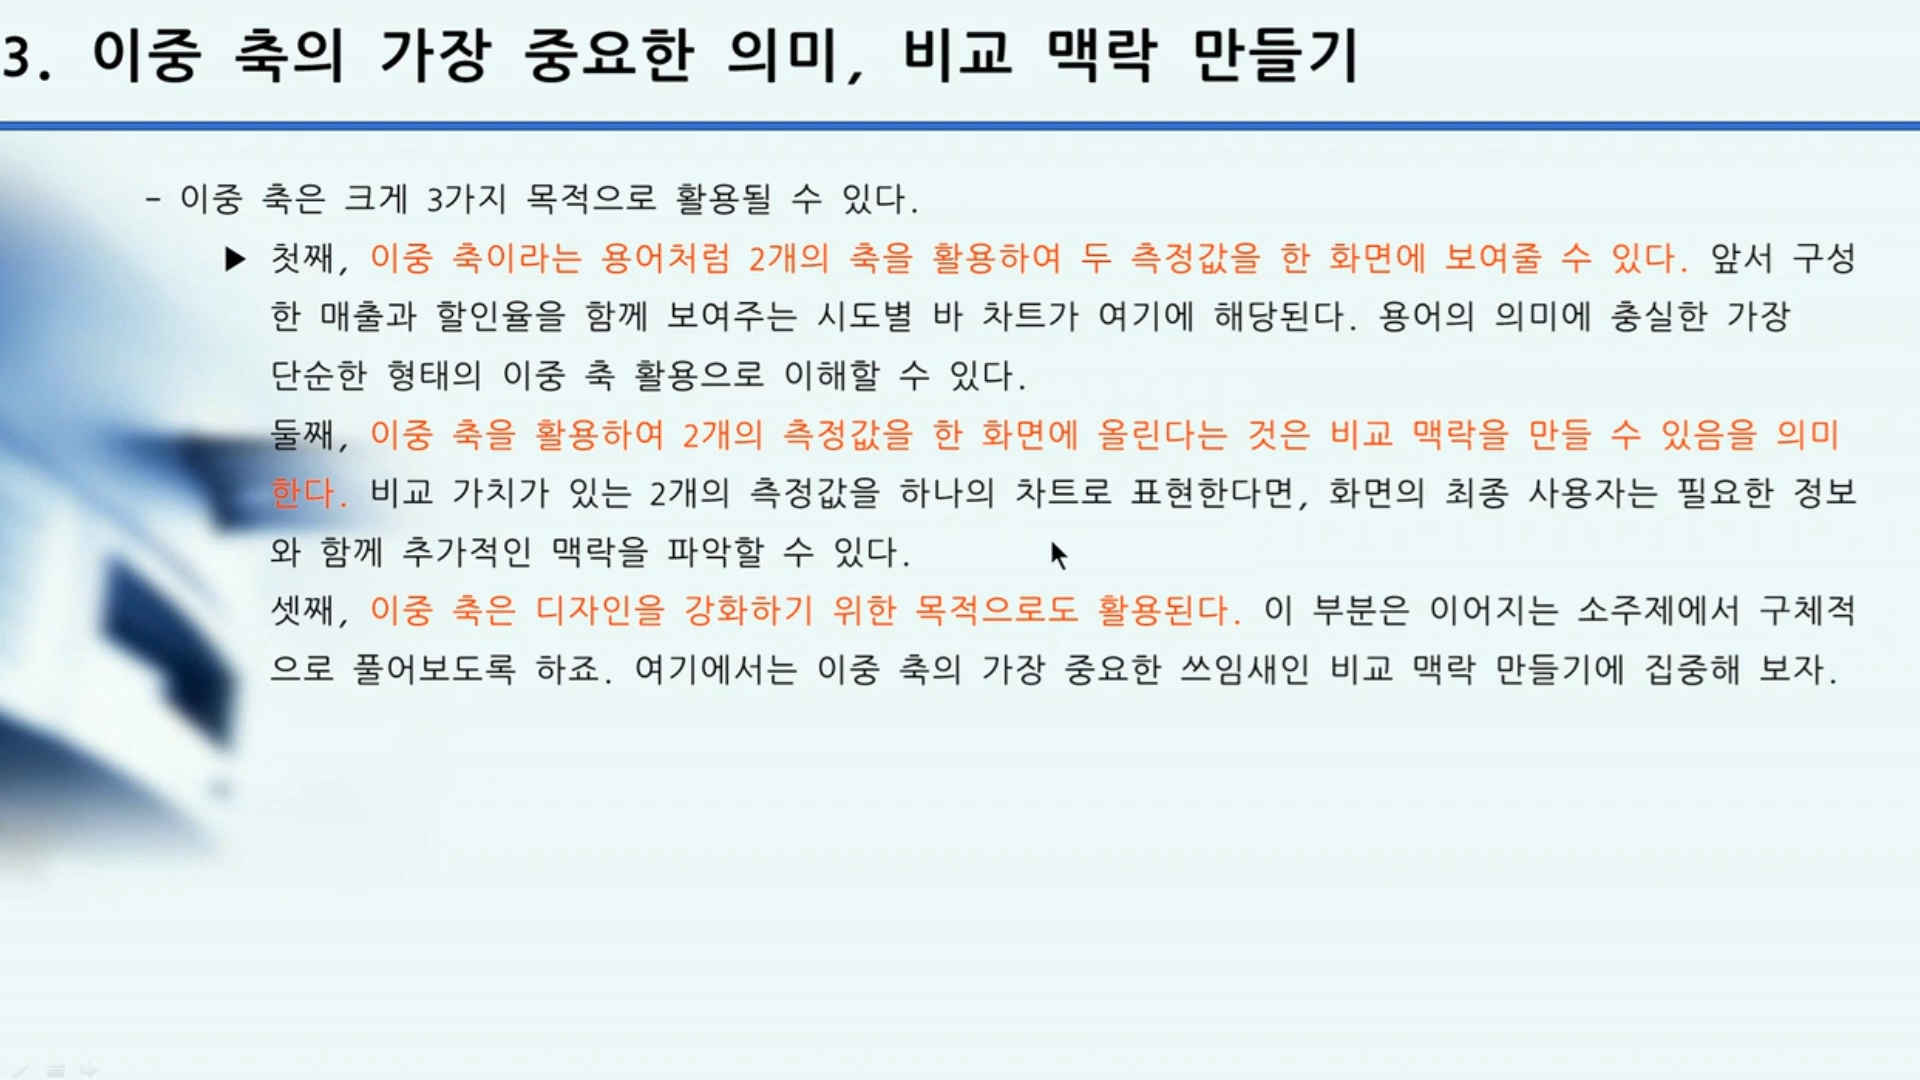 3. 이중 축의 가장 중요한 의미, 비교 맥락 만들기
- 이중 축은 크게 3가지 목적으로 활용될 수 있다.
▶ 첫째, 이중 축이라는 용어처럼 2개의 축을 활용하여 두 측정값을 한 화면에 보여줄 수 있다. 앞서 구성
한 매출과 할인율을 함께 보여주는 시도별 바 차트가 여기에 해당된다. 용어의 의미에 충실한 가장
단순한 형태의 이중 축 활용으로 이해할 수 있다.
둘째, 이중 축을 활용하여 2개의 측정값을 한 화면에 올린다는 것은 비교 맥락을 만들 수 있음을 의미
한다. 비교 가치가 있는 2개의 측정값을 하나의 차트로 표현한다면, 화면의 최종 사용자는 필요한 정보
와 함께 추가적인 맥락을 파악할 수 있다.
셋째, 이중 축은 디자인을 강화하기 위한 목적으로도 활용된다. 이 부분은 이어지는 소주제에서 구체적
으로 풀어보도록 하죠. 여기에서는 이중 축의 가장 중요한 쓰임새인 비교 맥락 만들기에 집중해 보자.